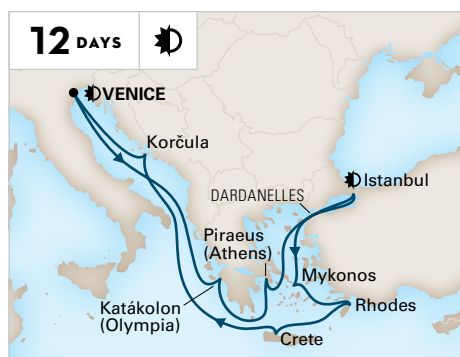 12 DAYS
VENICE
Korčula
Istanbul
DARDANELLES
Piraeus
(Athens)
Mykonos
Katákolon
(Olympia)
Rhodes
Crete